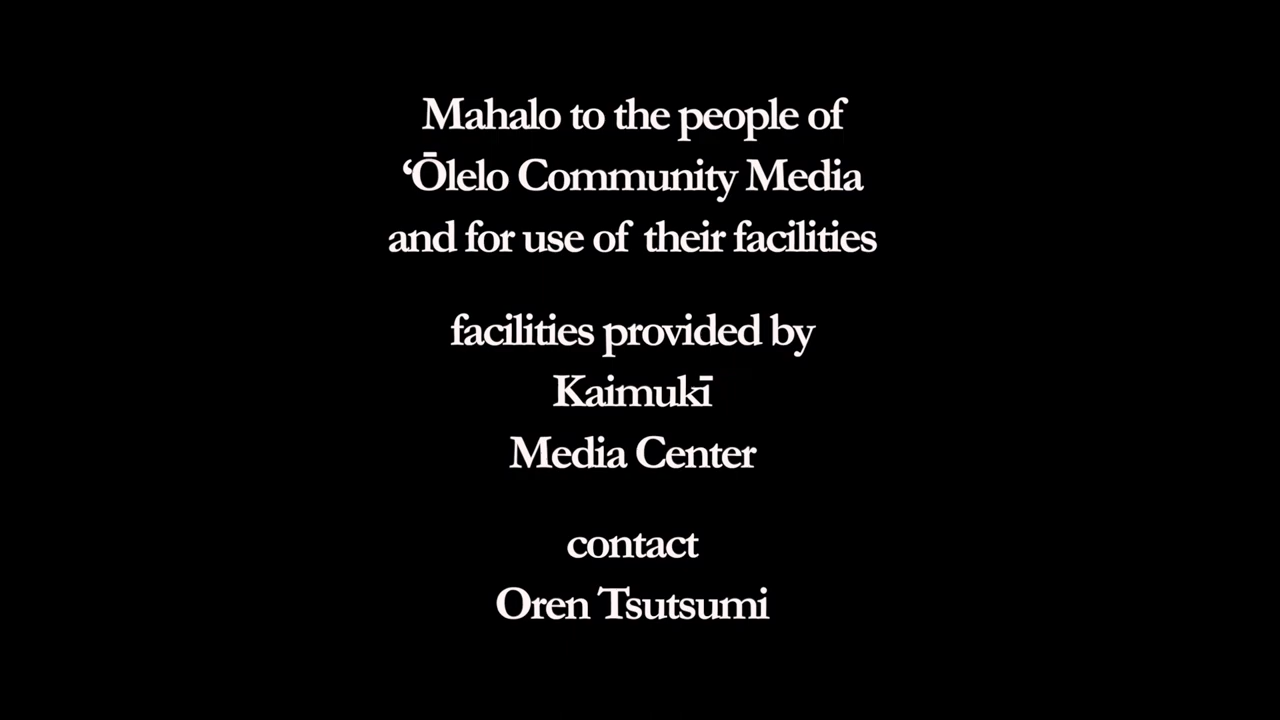 Mahalo to the people of
‘Ōlelo Community Media
and for use of their facilities
facilities provided by
Kaimukī
Media Center
contact
Oren Tsutsumi